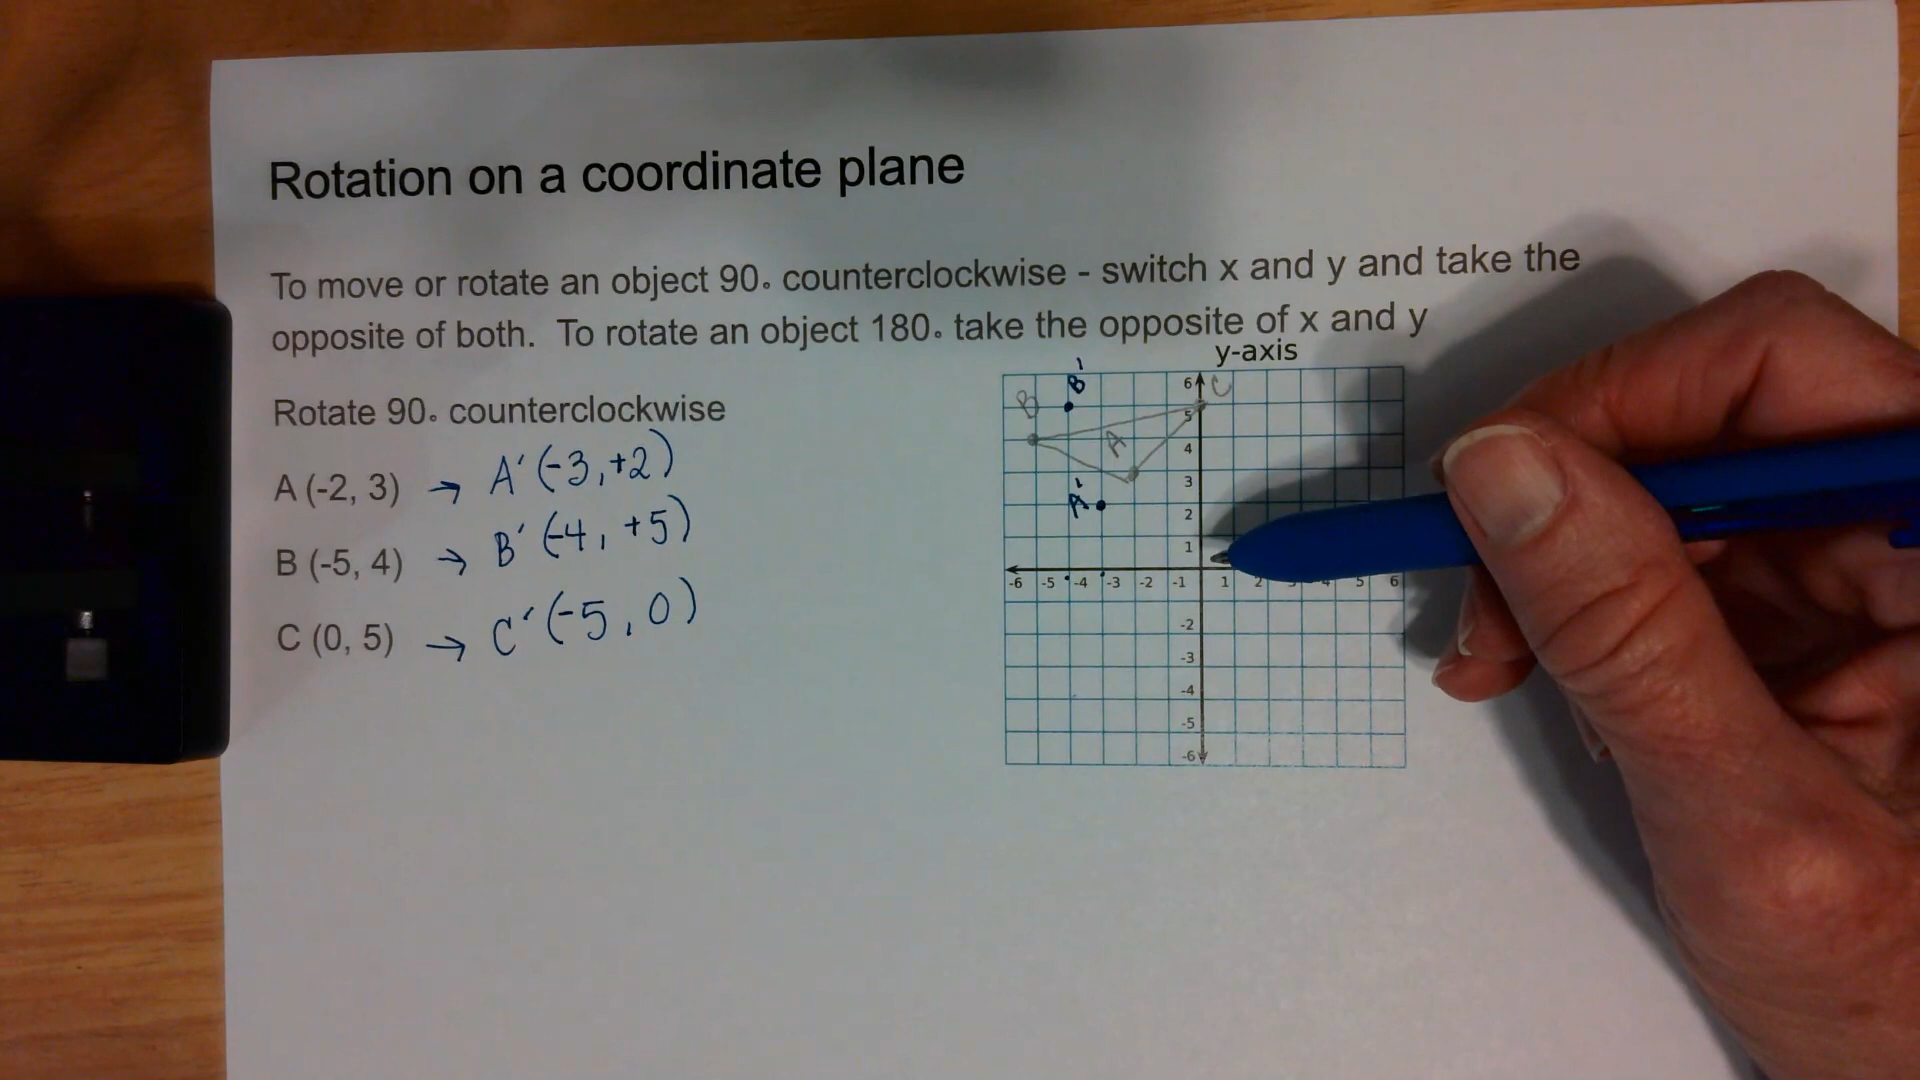 Rotation on a coordinate plane
To move or rotate an object 90. counterclockwise - switch x and y and take the
opposite of both. To rotate an object 180. take the opposite of x and y
y-axis
Rotate 90. counterclockwise
A (-2, 3) → A' (-3, +2)
B (-5, 4) → B' (-4, +5)
C (0, 5) → C' (-5, 0)
B'
6 C
B
5
A
4
3
A'
2
1
-6 -5 -4 -3 -2 -1 1 2 3 4 5 6
-2
-3
-4
-5
-6